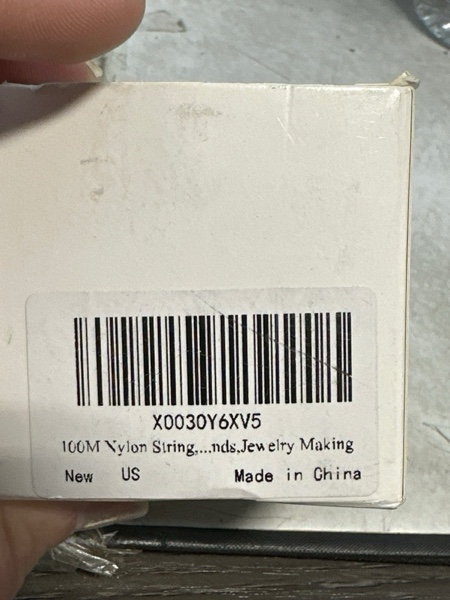 X0030Y6XV5
100M Nylon String,...nds,Jewelry Making
New US Made in China